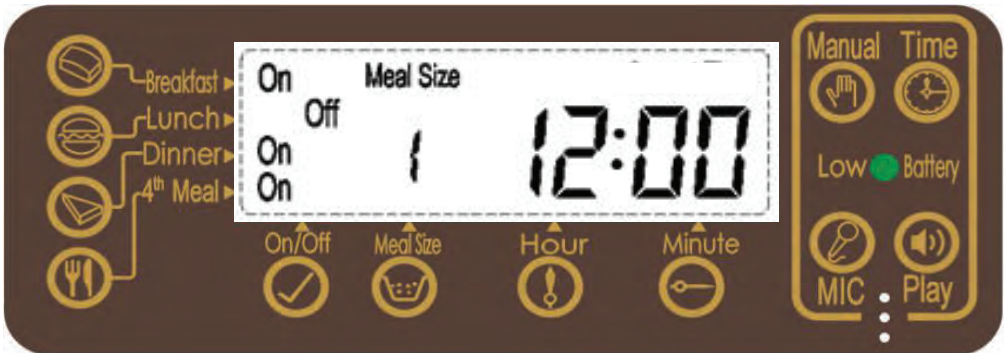 Breakfast
Lunch
Dinner
4th Meal
On
Off
On
On
Meal Size
1
12:00
On/Off
Meal Size
Hour
Minute
Manual
Time
Low Battery
MIC
Play